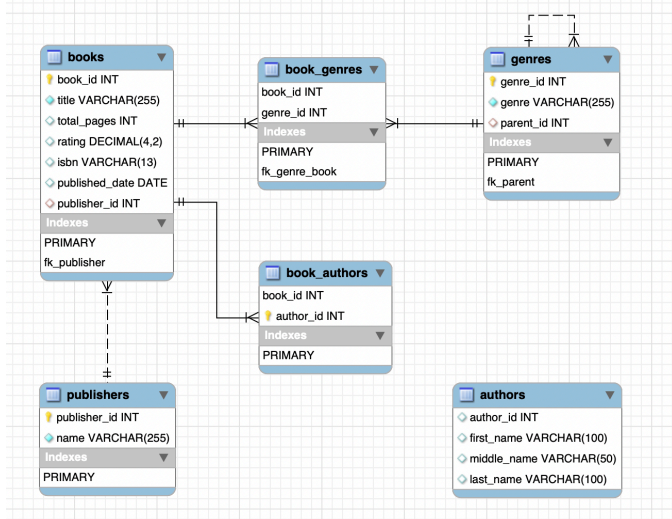 books
book_id INT
title VARCHAR(255)
total_pages INT
rating DECIMAL(4,2)
isbn VARCHAR(13)
published_date DATE
publisher_id INT
Indexes
PRIMARY
fk_publisher
book_genres
book_id INT
genre_id INT
Indexes
PRIMARY
fk_genre_book
genres
genre_id INT
genre VARCHAR(255)
parent_id INT
Indexes
PRIMARY
fk_parent
book_authors
book_id INT
author_id INT
Indexes
PRIMARY
publishers
publisher_id INT
name VARCHAR(255)
Indexes
PRIMARY
authors
author_id INT
first_name VARCHAR(100)
middle_name VARCHAR(50)
last_name VARCHAR(100)